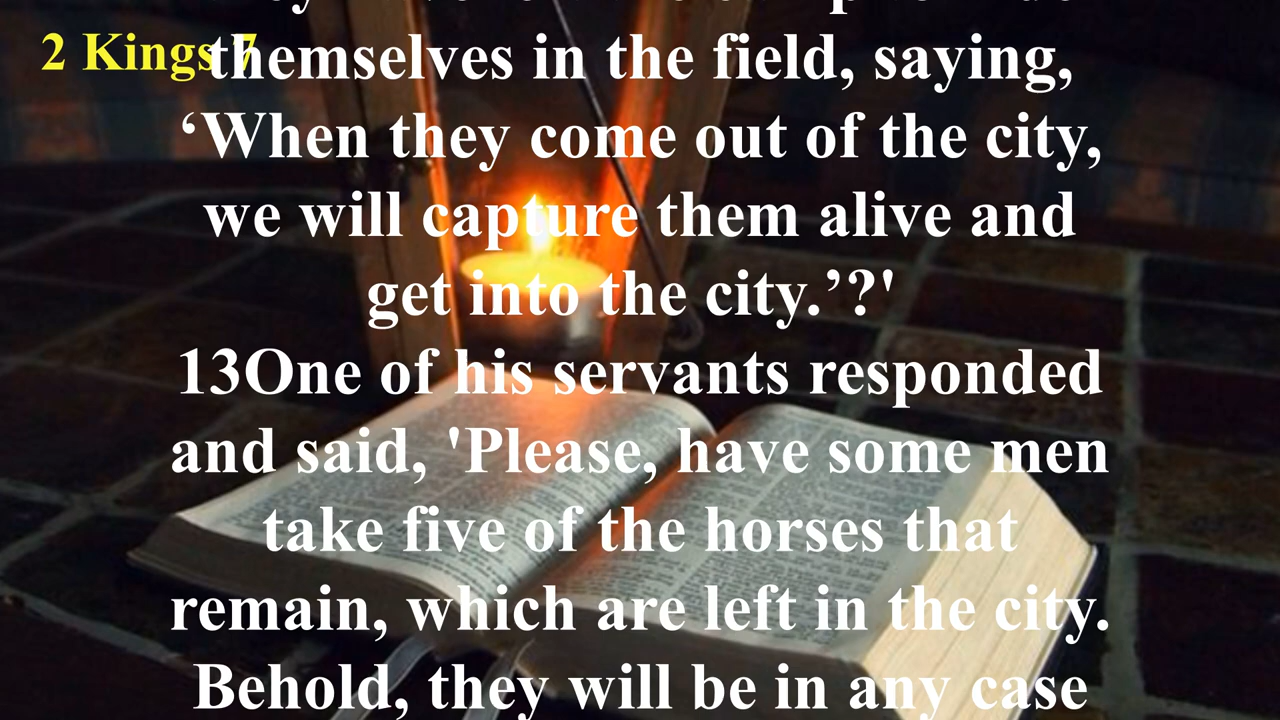 2 Kings 7
themselves in the field, saying,
‘When they come out of the city,
we will capture them alive and
get into the city.’?'
13One of his servants responded
and said, 'Please, have some men
take five of the horses that
remain, which are left in the city.
Behold, they will be in any case